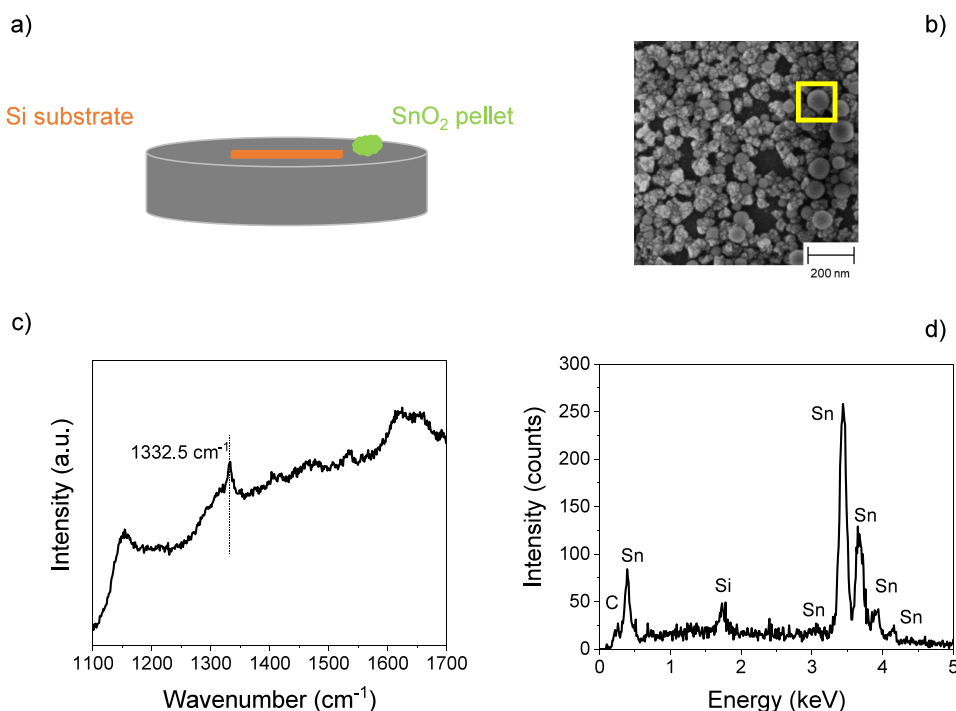 a)
b)
Si substrate
SnO₂ pellet
200 nm
c)
d)
1332.5 cm⁻¹
Intensity (a.u.)
1100 1200 1300 1400 1500 1600 1700
Wavenumber (cm⁻¹)
300
250
200
150
100
50
0
Intensity (counts)
C
Sn
Si
Sn
Sn
Sn
Sn
Sn
0 1 2 3 4 5
Energy (keV)